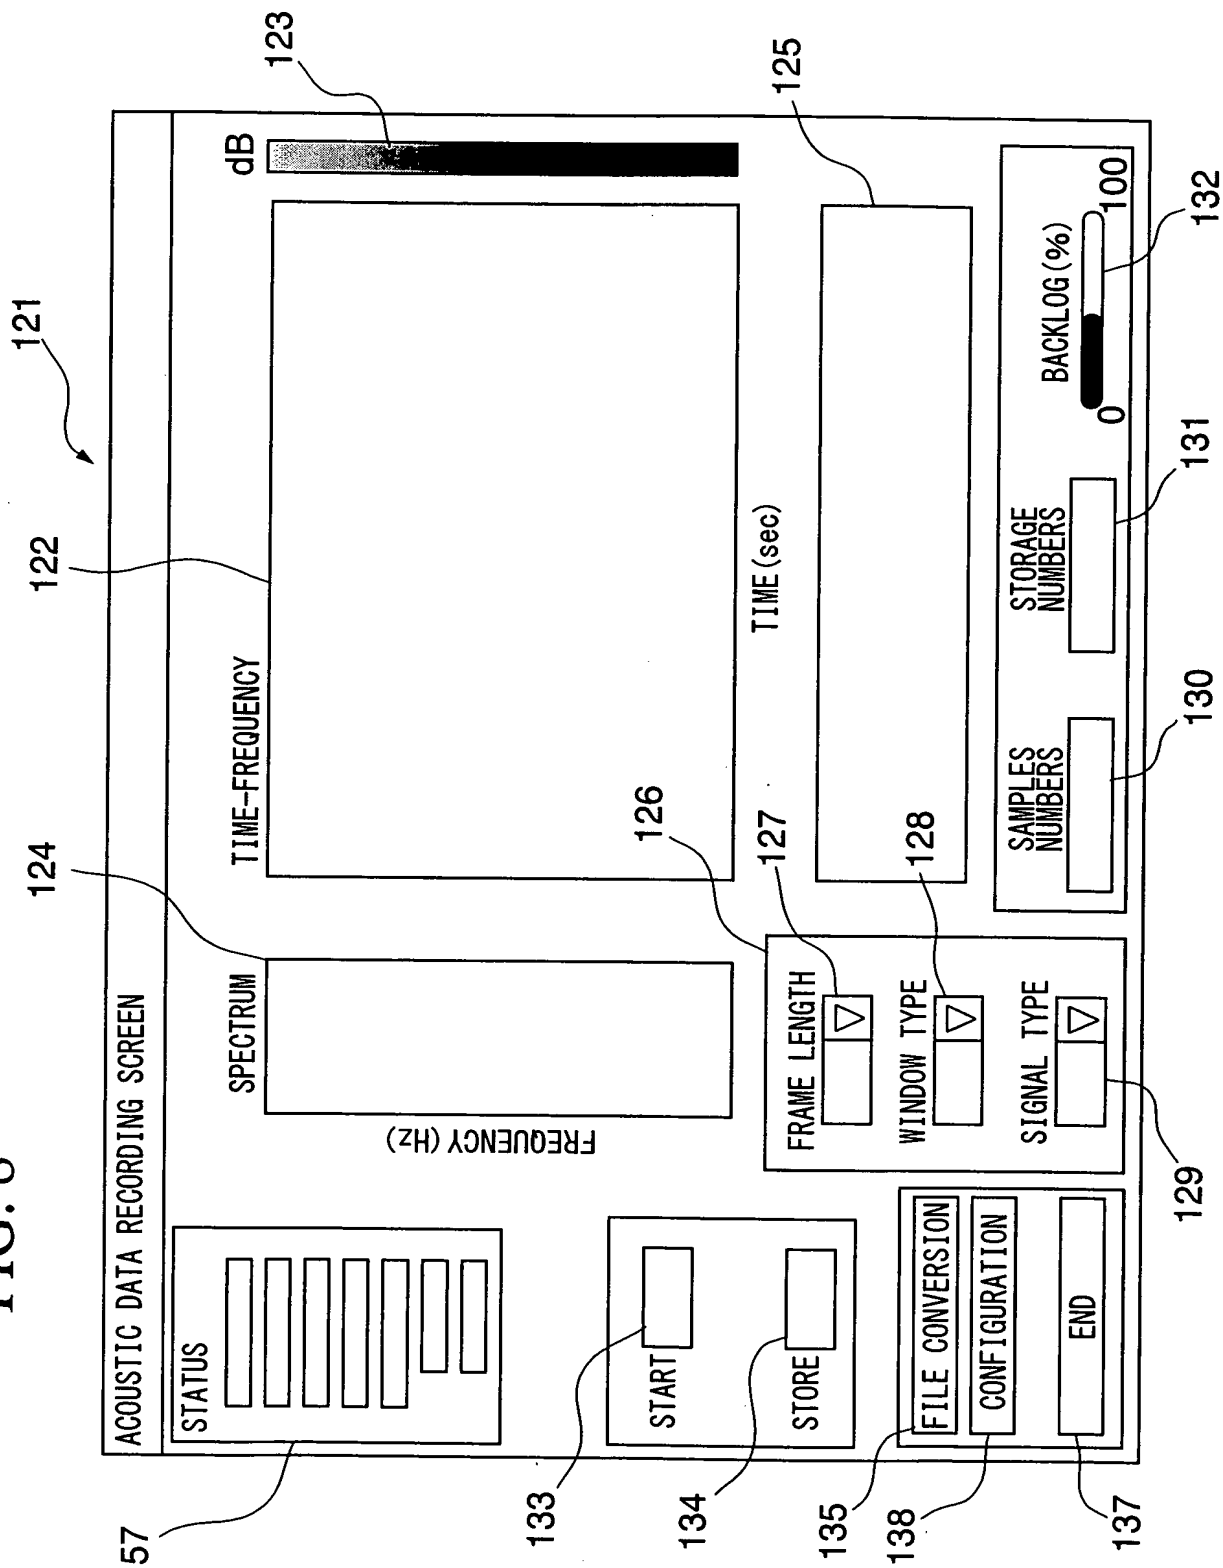 121
122
123
124
125
ACOUSTIC DATA RECORDING SCREEN
STATUS
57
SPECTRUM
FREQUENCY(Hz)
TIME-FREQUENCY
dB
TIME(sec)
START
133
STORE
134
126
FRAME LENGTH
127
WINDOW TYPE
128
SIGNAL TYPE
129
FILE CONVERSION
135
CONFIGURATION
138
END
137
SAMPLES
NUMBERS
130
STORAGE
NUMBERS
131
BACKLOG(%)
0
100
132